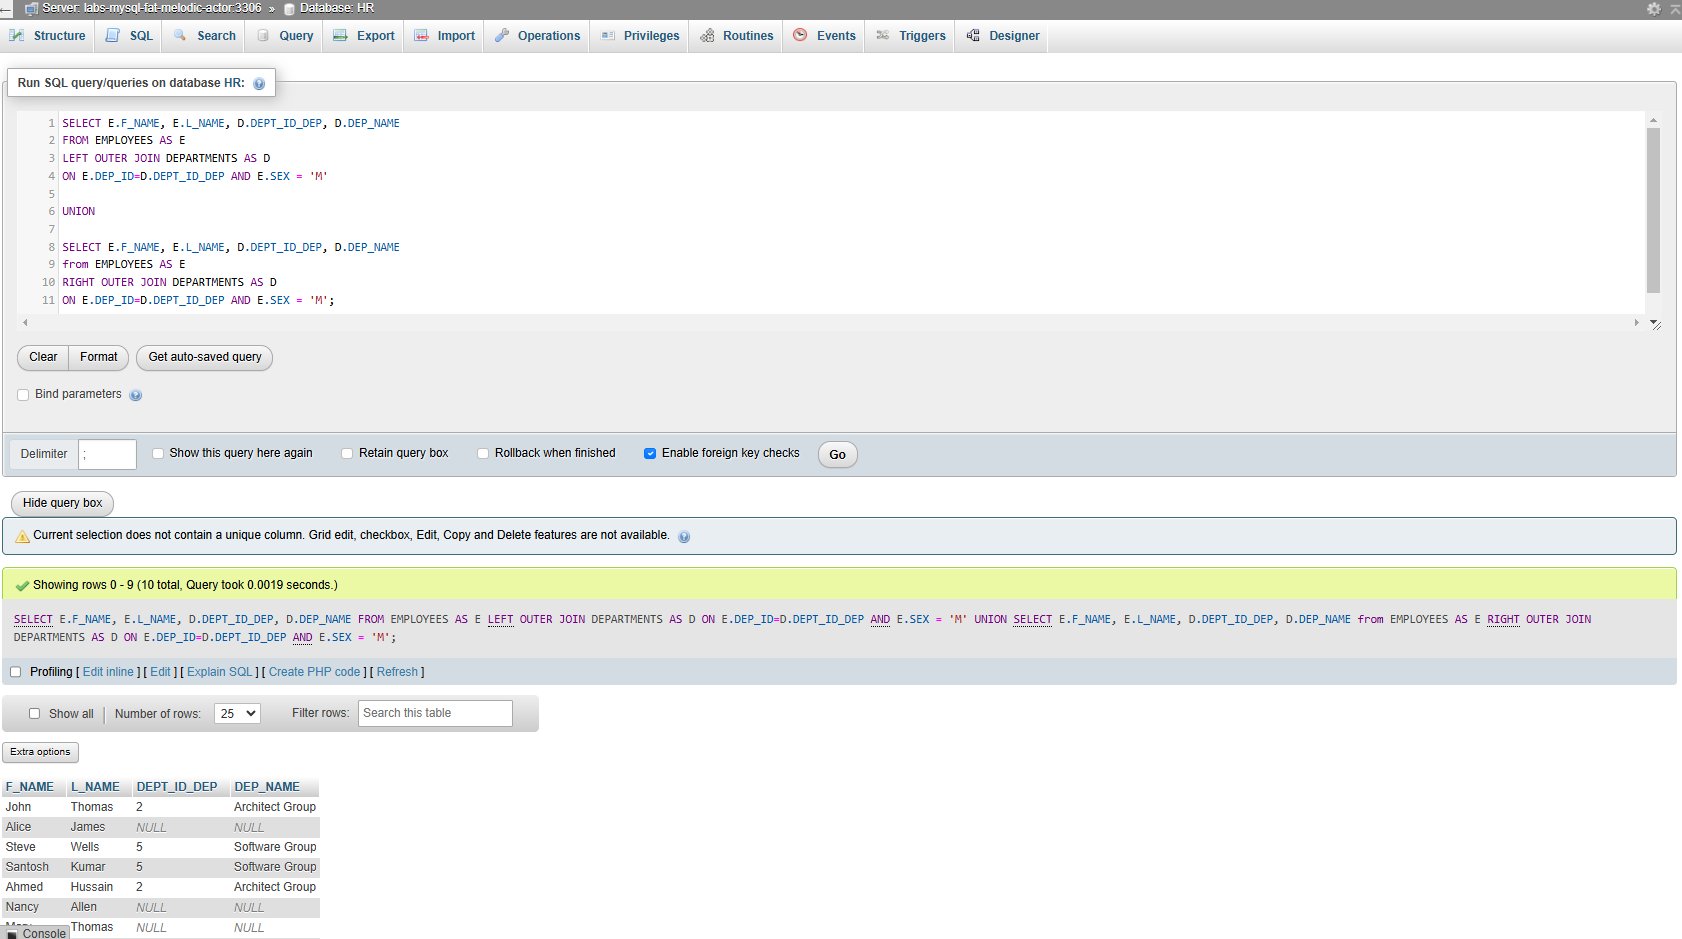 Server: labs-mysql-fat-melodic-actor:3306 » Database: HR
Structure SQL Search Query Export Import Operations Privileges Routines Events Triggers Designer
Run SQL query/queries on database HR:
1 SELECT E.F_NAME, E.L_NAME, D.DEPT_ID_DEP, D.DEP_NAME
2 FROM EMPLOYEES AS E
3 LEFT OUTER JOIN DEPARTMENTS AS D
4 ON E.DEP_ID=D.DEPT_ID_DEP AND E.SEX = 'M'
5
6 UNION
7
8 SELECT E.F_NAME, E.L_NAME, D.DEPT_ID_DEP, D.DEP_NAME
9 from EMPLOYEES AS E
10 RIGHT OUTER JOIN DEPARTMENTS AS D
11 ON E.DEP_ID=D.DEPT_ID_DEP AND E.SEX = 'M';
Clear Format Get auto-saved query
Bind parameters
Delimiter ; Show this query here again Retain query box Rollback when finished Enable foreign key checks Go
Hide query box
Current selection does not contain a unique column. Grid edit, checkbox, Edit, Copy and Delete features are not available.
Showing rows 0 - 9 (10 total, Query took 0.0019 seconds.)
SELECT E.F_NAME, E.L_NAME, D.DEPT_ID_DEP, D.DEP_NAME FROM EMPLOYEES AS E LEFT OUTER JOIN DEPARTMENTS AS D ON E.DEP_ID=D.DEPT_ID_DEP AND E.SEX = 'M' UNION SELECT E.F_NAME, E.L_NAME, D.DEPT_ID_DEP, D.DEP_NAME from EMPLOYEES AS E RIGHT OUTER JOIN
DEPARTMENTS AS D ON E.DEP_ID=D.DEPT_ID_DEP AND E.SEX = 'M';
Profiling [ Edit inline ] [ Edit ] [ Explain SQL ] [ Create PHP code ] [ Refresh ]
Show all Number of rows: 25 Filter rows: Search this table
Extra options
F_NAME L_NAME DEPT_ID_DEP DEP_NAME
John Thomas 2 Architect Group
Alice James NULL NULL
Steve Wells 5 Software Group
Santosh Kumar 5 Software Group
Ahmed Hussain 2 Architect Group
Nancy Allen NULL NULL
Thomas NULL NULL
Console